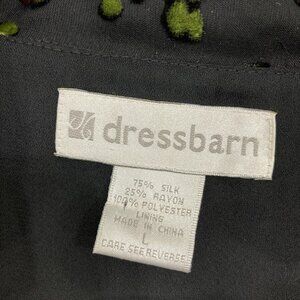 dressbarn
75% SILK
25% RAYON
100% POLYESTER
LINING
MADE IN CHINA
L
CARE SEE REVERSE